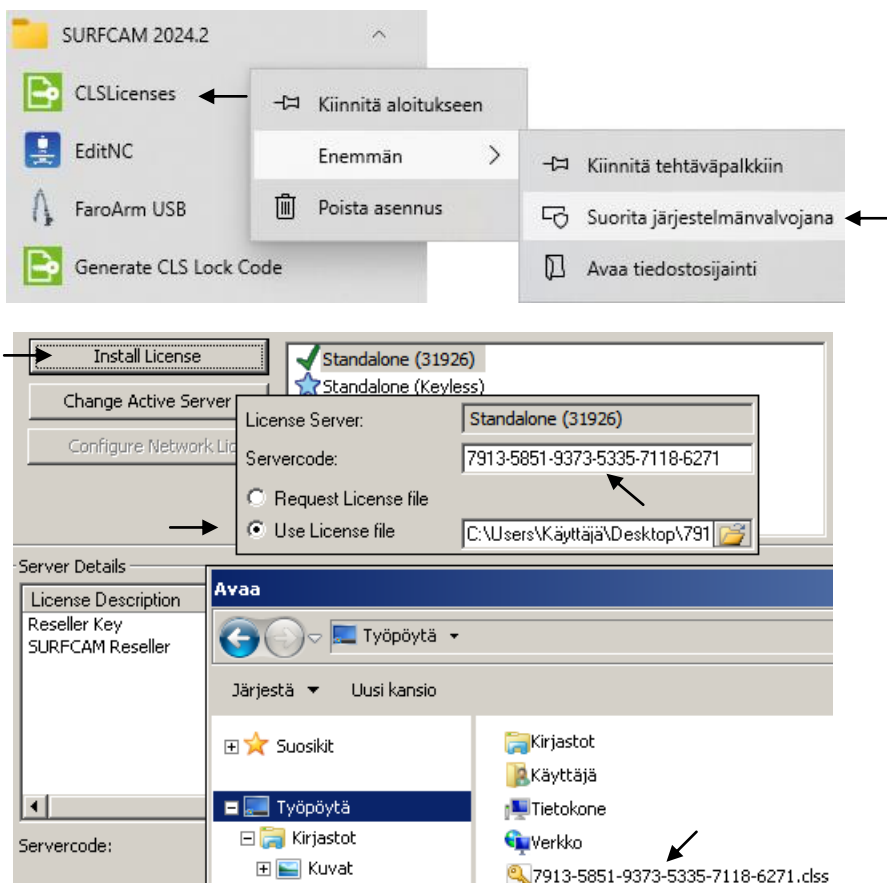 SURFCAM 2024.2
CLSLicenses
Kiinnitä aloitukseen
EditNC
Enemmän
Kiinnitä tehtäväpalkkiin
FaroArm USB
Poista asennus
Suorita järjestelmänvalvojana
Generate CLS Lock Code
Avaa tiedostosijainti
Install License
Standalone (31926)
Change Active Server
Standalone (Keyless)
Configure Network Lic
License Server:
Standalone (31926)
Servercode:
7913-5851-9373-5335-7118-6271
Request License file
Use License file
C:\Users\Käyttäjä\Desktop\791
Server Details
License Description
Reseller Key
SURFCAM Reseller
Avaa
Työpöytä
Järjestä
Uusi kansio
Suosikit
Kirjastot
Käyttäjä
Työpöytä
Tietokone
Kirjastot
Verkko
Servercode:
Kuvat
7913-5851-9373-5335-7118-6271.clss